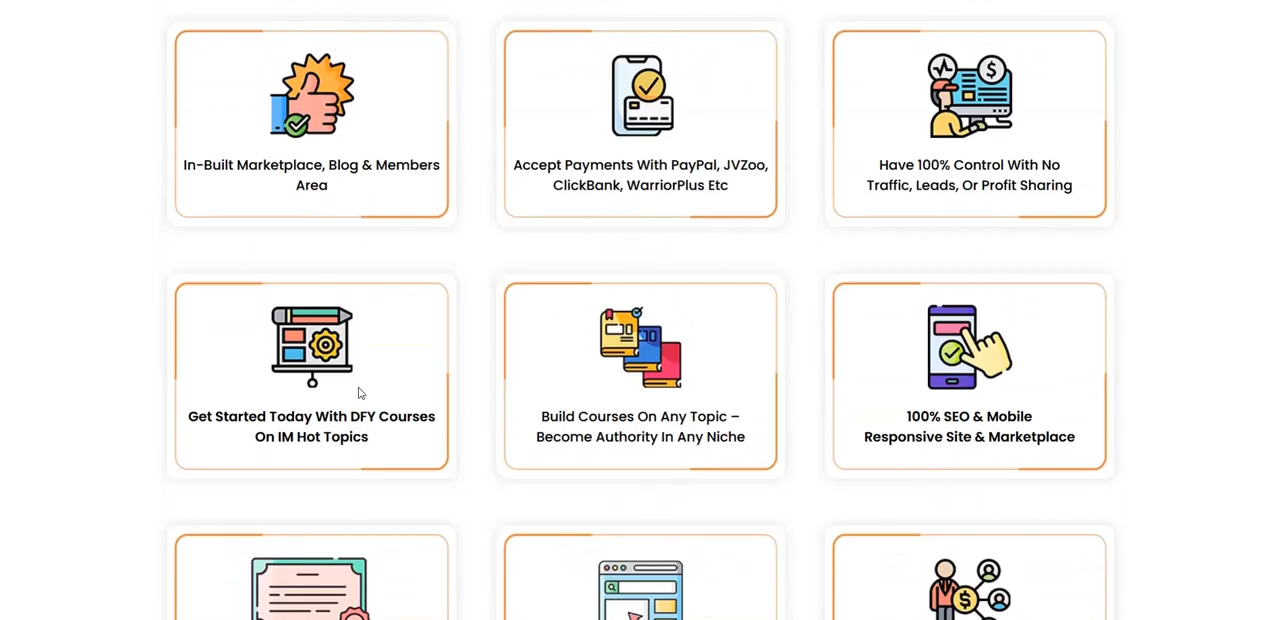 In-Built Marketplace, Blog & Members
Area
Accept Payments With PayPal, JVZoo,
ClickBank, WarriorPlus Etc
Have 100% Control With No
Traffic, Leads, Or Profit Sharing
Get Started Today With DFY Courses
On IM Hot Topics
Build Courses On Any Topic –
Become Authority In Any Niche
100% SEO & Mobile
Responsive Site & Marketplace